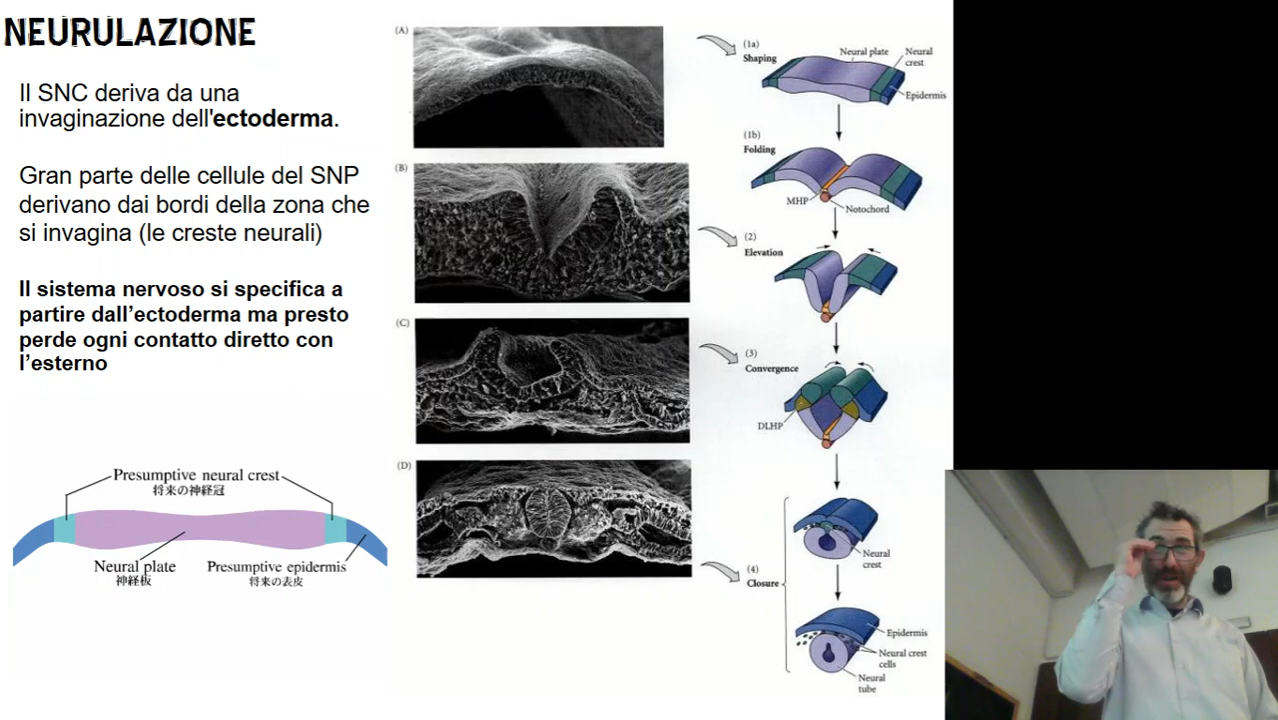 NEURULAZIONE
Il SNC deriva da una
invaginazione dell'ectoderma.
Gran parte delle cellule del SNP
derivano dai bordi della zona che
si invagina (le creste neurali)
Il sistema nervoso si specifica a
partire dall'ectoderma ma presto
perde ogni contatto diretto con
l'esterno
Presumptive neural crest
将来の神経冠
Neural plate
神経板
Presumptive epidermis
将来の表皮
(A)
(B)
(C)
(D)
(1a)
Shaping
Neural plate
Neural
crest
Epidermis
(1b)
Folding
MHP
Notochord
(2)
Elevation
(3)
Convergence
DLHP
(4)
Closure
Neural
crest
Epidermis
Neural crest
cells
Neural
tube